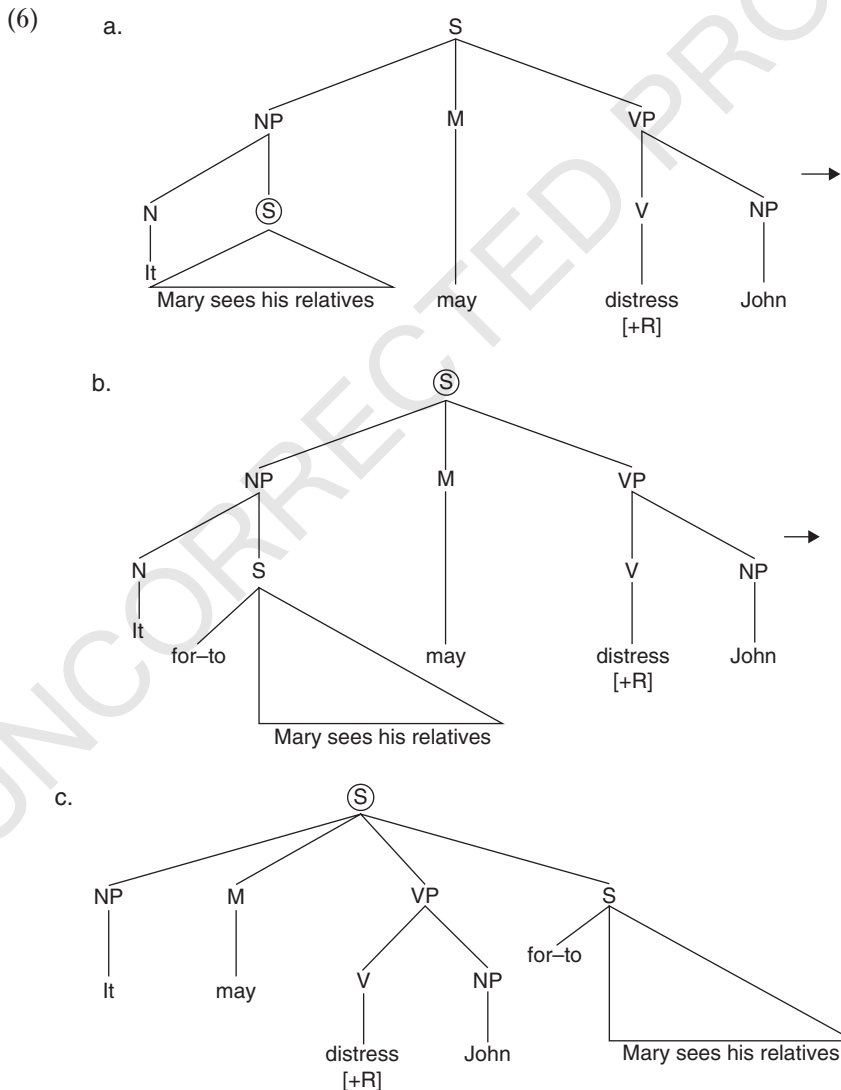 (6)
a.
S
NP M VP
N S V NP
It
Mary sees his relatives may distress John
[+R]
b.
S
NP M VP
N S V NP
It
for–to may distress John
[+R]
Mary sees his relatives
c.
S
NP M VP S
for–to
It may V NP
distress John Mary sees his relatives
[+R]
UNCORRECTED PRO